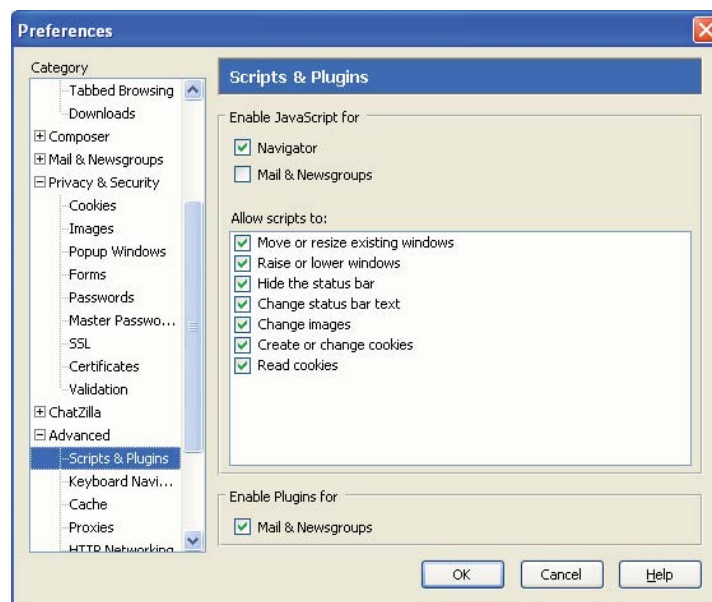 Preferences
Category
Tabbed Browsing
Downloads
Composer
Mail & Newsgroups
Privacy & Security
Cookies
Images
Popup Windows
Forms
Passwords
Master Passwo...
SSL
Certificates
Validation
ChatZilla
Advanced
Scripts & Plugins
Keyboard Navi...
Cache
Proxies
HTTP Networking
Scripts & Plugins
Enable JavaScript for
Navigator
Mail & Newsgroups
Allow scripts to:
Move or resize existing windows
Raise or lower windows
Hide the status bar
Change status bar text
Change images
Create or change cookies
Read cookies
Enable Plugins for
Mail & Newsgroups
OK Cancel Help